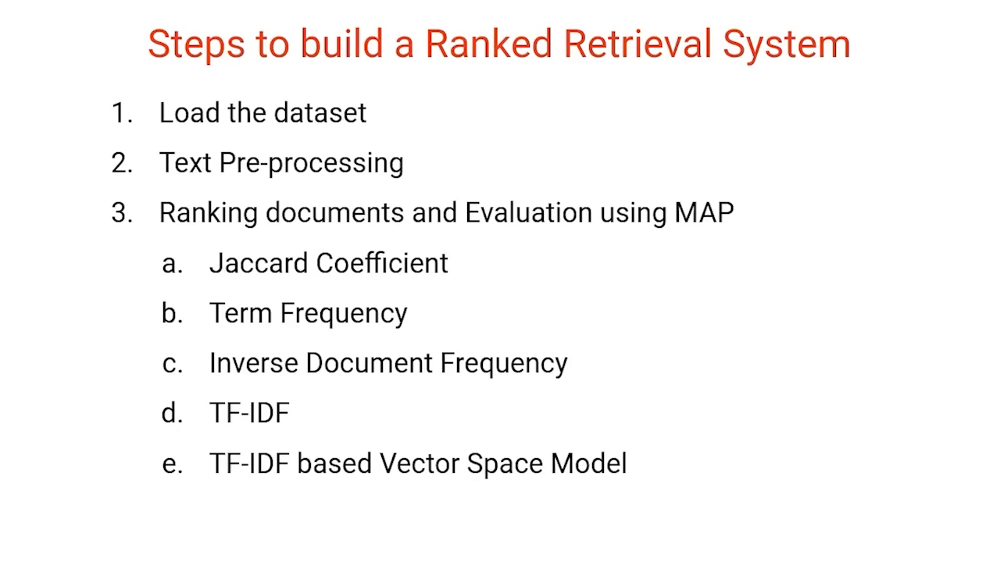 Steps to build a Ranked Retrieval System
1. Load the dataset
2. Text Pre-processing
3. Ranking documents and Evaluation using MAP
a. Jaccard Coefficient
b. Term Frequency
c. Inverse Document Frequency
d. TF-IDF
e. TF-IDF based Vector Space Model